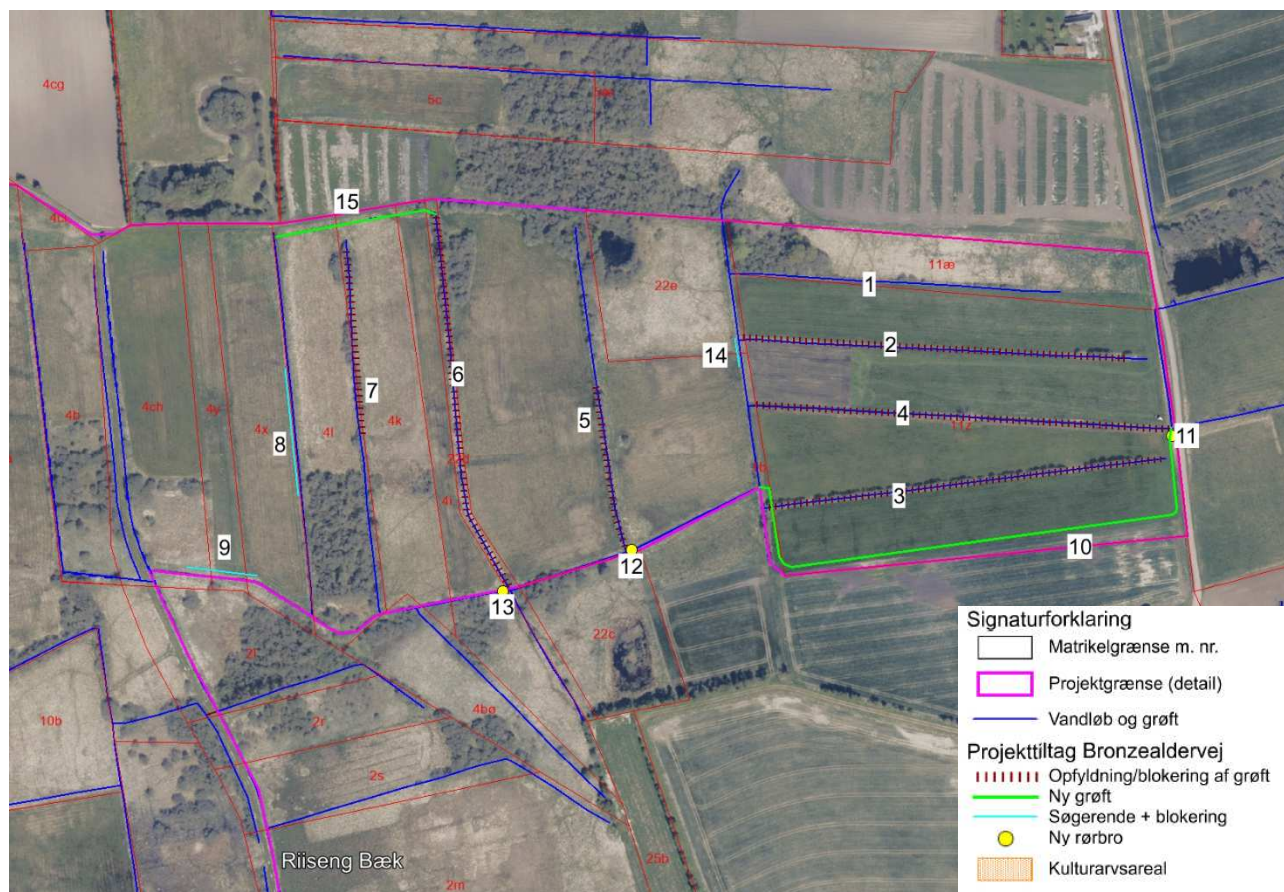 4cg
5c
15
11æ
1
22e
2
14
4b
4ch
4y
4x
8
4l
7
4k
6
5
4
11
3
4i
9
12
10
13
2l
22c
10b
2r
4bø
2s
Riiseng Bæk
2m
25b
Signaturforklaring
Matrikelgrænse m. nr.
Projektgrænse (detail)
Vandløb og grøft
Projekttiltag Bronzealdervej
Opfyldning/blokering af grøft
Ny grøft
Søgerende + blokering
Ny rørbro
Kulturarvsareal